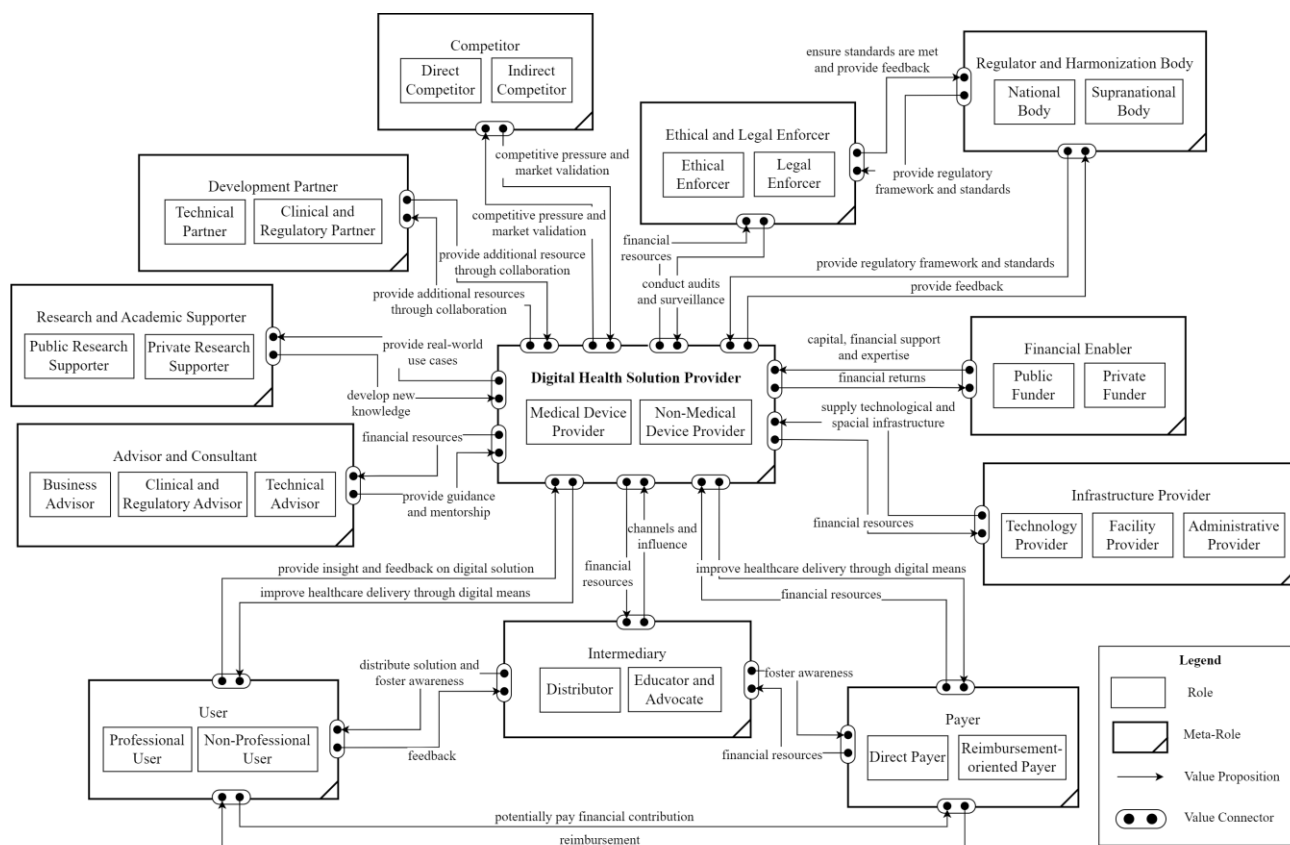 Competitor
Direct
Competitor
Indirect
Competitor
ensure standards are met
and provide feedback
Regulator and Harmonization Body
National
Body
Supranational
Body
Ethical and Legal Enforcer
Ethical
Enforcer
Legal
Enforcer
provide regulatory
framework and standards
competitive pressure and
market validation
Development Partner
Technical
Partner
Clinical and
Regulatory Partner
competitive pressure and
market validation
financial
resources
provide additional resource
through collaboration
conduct audits
and surveillance
provide regulatory framework and standards
provide feedback
provide additional resources
through collaboration
Research and Academic Supporter
Public Research
Supporter
Private Research
Supporter
provide real-world
use cases
develop new
knowledge
Digital Health Solution Provider
Medical Device
Provider
Non-Medical
Device Provider
capital, financial support
and expertise
financial returns
Financial Enabler
Public
Funder
Private
Funder
supply technological and
spacial infrastructure
financial resources
Advisor and Consultant
Business
Advisor
Clinical and
Regulatory Advisor
Technical
Advisor
provide guidance
and mentorship
Infrastructure Provider
Technology
Provider
Facility
Provider
Administrative
Provider
financial resources
channels and
influence
provide insight and feedback on digital solution
financial
resources
improve healthcare delivery through digital means
improve healthcare delivery through digital means
financial resources
Intermediary
Distributor
Educator and
Advocate
distribute solution and
foster awareness
feedback
foster awareness
financial resources
User
Professional
User
Non-Professional
User
Payer
Direct Payer
Reimbursement-
oriented Payer
potentially pay financial contribution
reimbursement
Legend
Role
Meta-Role
Value Proposition
Value Connector